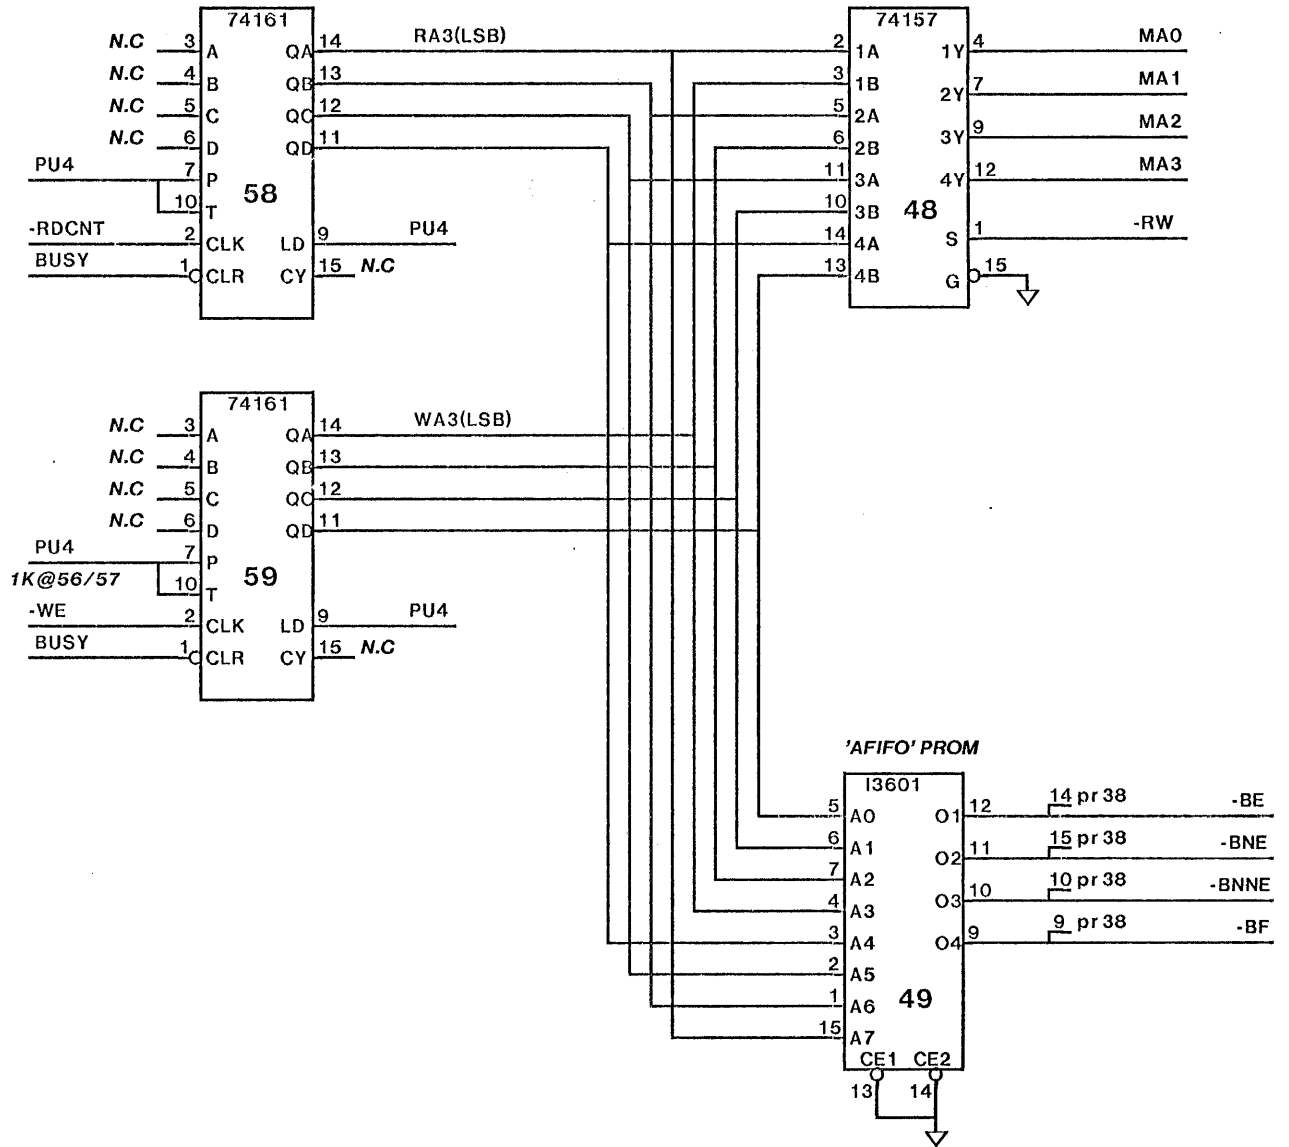 74161
N.C 3 A QA 14 RA3(LSB)
N.C 4 B QB 13
N.C 5 C QC 12
N.C 6 D QD 11
PU4 7 P
10 T
58
-RDCNT 2 CLK LD 9 PU4
BUSY 1 CLR CY 15 N.C
74157
2 1A 1Y 4 MA0
3 1B
5 2A 2Y 7 MA1
6 2B 3Y 9 MA2
11 3A 4Y 12 MA3
10 3B
48
14 4A S 1 -RW
13 4B G 15
74161
N.C 3 A QA 14 WA3(LSB)
N.C 4 B QB 13
N.C 5 C QC 12
N.C 6 D QD 11
PU4 7 P
1K@56/57 10 T
59
-WE 2 CLK LD 9 PU4
BUSY 1 CLR CY 15 N.C
'AFIFO' PROM
I3601
5 A0 O1 12 14 pr 38 -BE
6 A1 O2 11 15 pr 38 -BNE
7 A2 O3 10 10 pr 38 -BNNE
4 A3
3 A4 O4 9 9 pr 38 -BF
2 A5
49
1 A6
15 A7
CE1 CE2
13 14